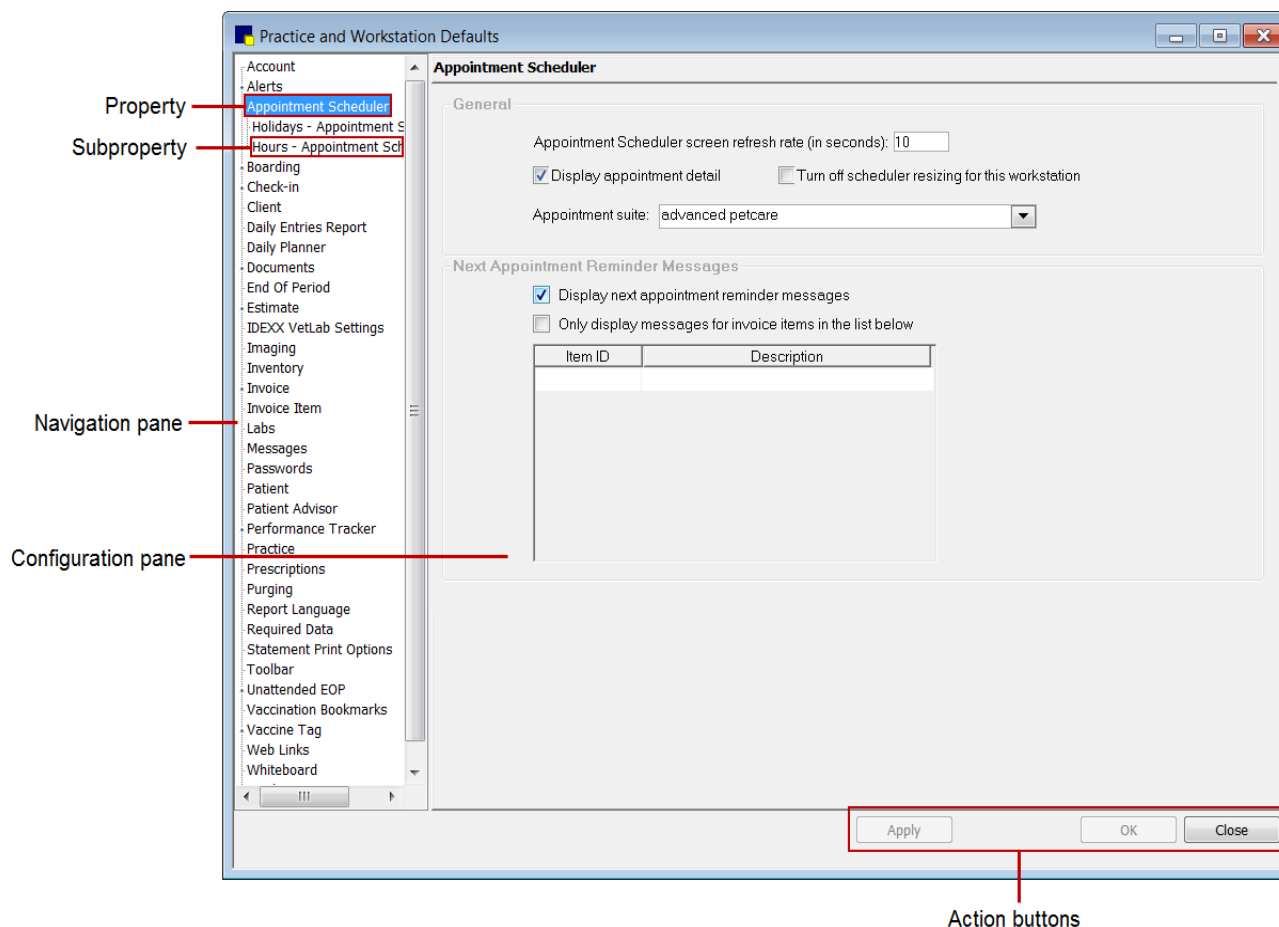 Practice and Workstation Defaults
Account
Alerts
Appointment Scheduler
Holidays - Appointment S
Hours - Appointment Sch
Boarding
Check-in
Client
Daily Entries Report
Daily Planner
Documents
End Of Period
Estimate
IDEXX VetLab Settings
Imaging
Inventory
Invoice
Invoice Item
Labs
Messages
Passwords
Patient
Patient Advisor
Performance Tracker
Practice
Prescriptions
Purging
Report Language
Required Data
Statement Print Options
Toolbar
Unattended EOP
Vaccination Bookmarks
Vaccine Tag
Web Links
Whiteboard
Property
Subproperty
Navigation pane
Configuration pane
Appointment Scheduler
General
Appointment Scheduler screen refresh rate (in seconds): 10
Display appointment detail Turn off scheduler resizing for this workstation
Appointment suite: advanced petcare
Next Appointment Reminder Messages
Display next appointment reminder messages
Only display messages for invoice items in the list below
Item ID Description
Apply OK Close
Action buttons